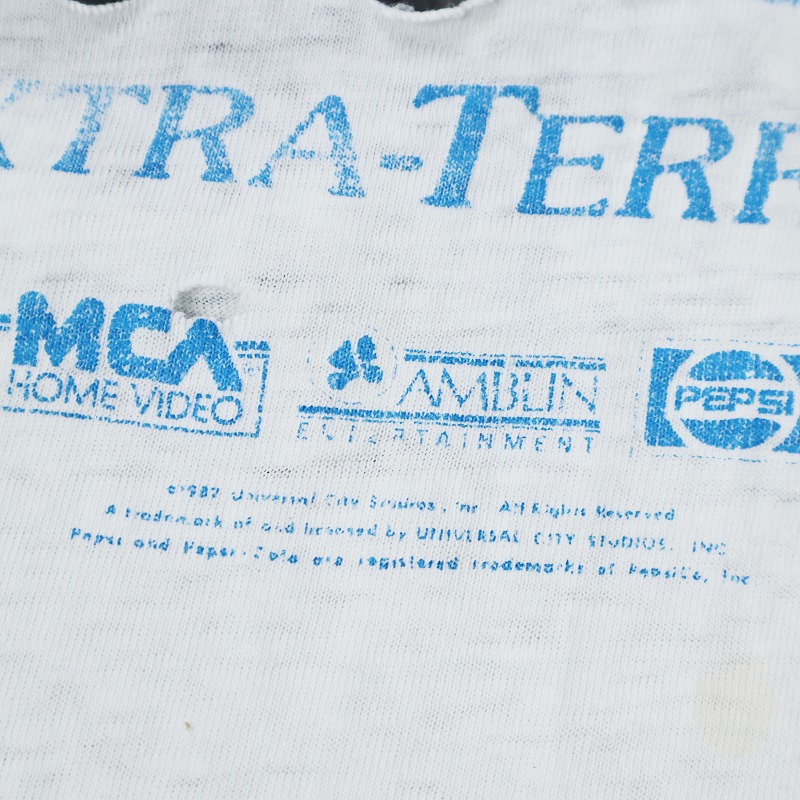 XTRA-TERR
MCA
HOME VIDEO
AMBLIN
ENTERTAINMENT
PEPSI
©1982 Universal City Studios, Inc. All Rights Reserved
A trademark of and licensed by UNIVERSAL CITY STUDIOS, INC.
Pepsi and Pepsi-Cola are registered trademarks of PepsiCo, Inc